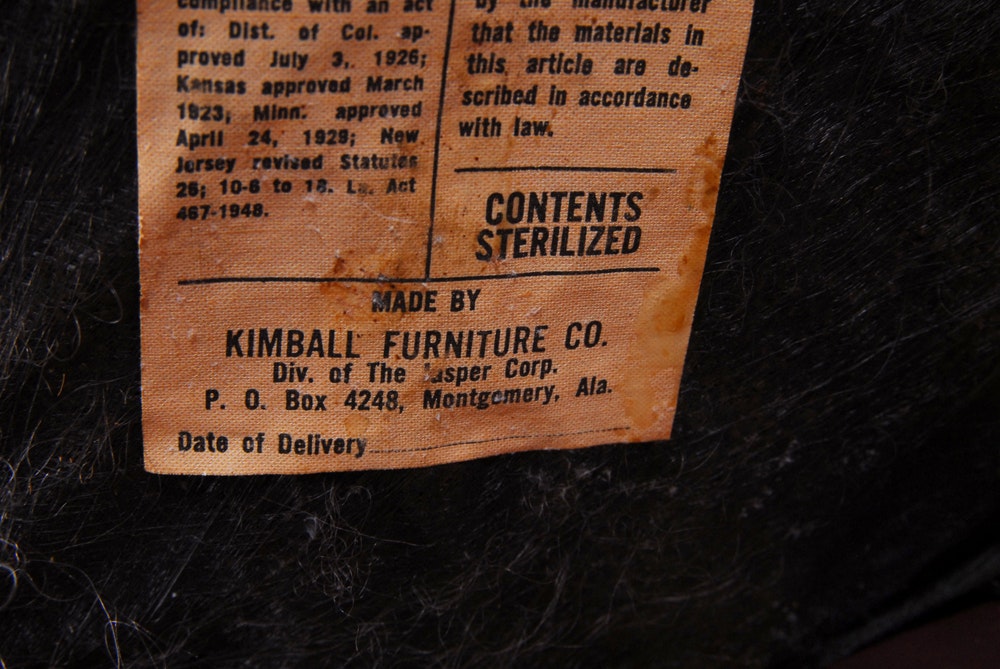 compliance with an act
of: Dist. of Col. ap-
proved July 3, 1926;
Kansas approved March
1923; Minn. approved
April 24, 1929; New
Jersey revised Statutes
26; 10-6 to 18. La. Act
467-1948.
by the manufacturer
that the materials in
this article are de-
scribed in accordance
with law.
CONTENTS
STERILIZED
MADE BY
KIMBALL FURNITURE CO.
Div. of The Jasper Corp.
P. O. Box 4248, Montgomery, Ala.
Date of Delivery